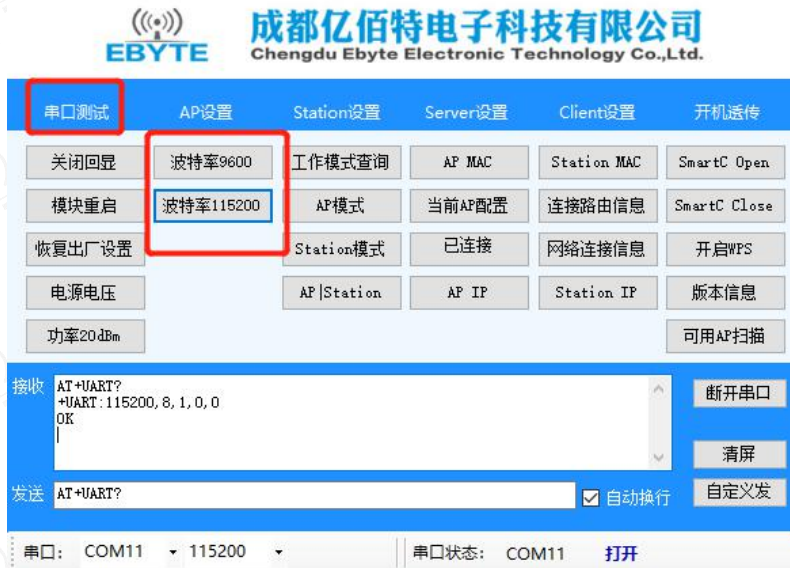 EBYTE
成都亿佰特电子科技有限公司
Chengdu Ebyte Electronic Technology Co.,Ltd.
串口测试 AP设置 Station设置 Server设置 Client设置 开机透传
关闭回显 波特率9600 工作模式查询 AP MAC Station MAC SmartC Open
模块重启 波特率115200 AP模式 当前AP配置 连接路由信息 SmartC Close
恢复出厂设置 Station模式 已连接 网络连接信息 开启WPS
电源电压 AP|Station AP IP Station IP 版本信息
功率20dBm 可用AP扫描
接收 AT+UART?
+UART:115200,8,1,0,0
OK
断开串口
清屏
发送 AT+UART? 自动换行 自定义发
串口: COM11 115200 串口状态: COM11 打开